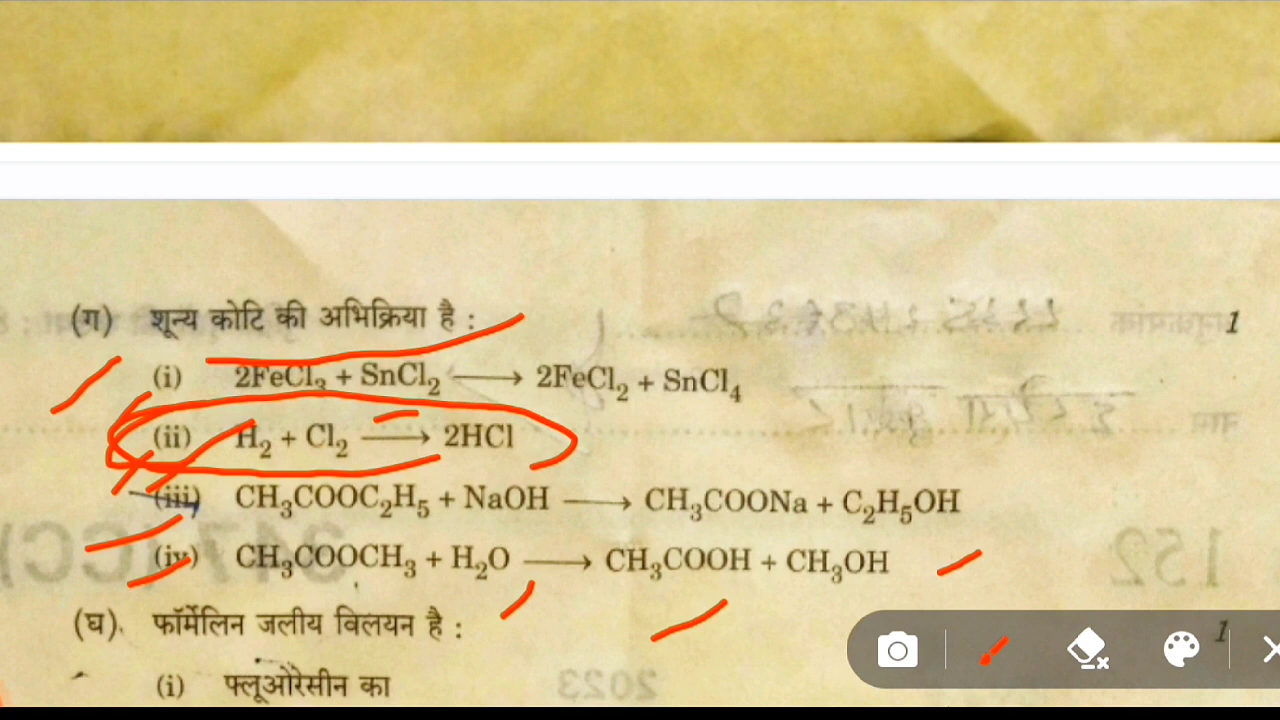 (ग) शून्य कोटि की अभिक्रिया है : 1
(i) 2FeCl₃ + SnCl₂ ⟶ 2FeCl₂ + SnCl₄
(ii) H₂ + Cl₂ ⟶ 2HCl
(iii) CH₃COOC₂H₅ + NaOH ⟶ CH₃COONa + C₂H₅OH
(iv) CH₃COOCH₃ + H₂O ⟶ CH₃COOH + CH₃OH
(घ). फॉर्मेलिन जलीय विलयन है : 1
(i) फ्लूओरेसीन का